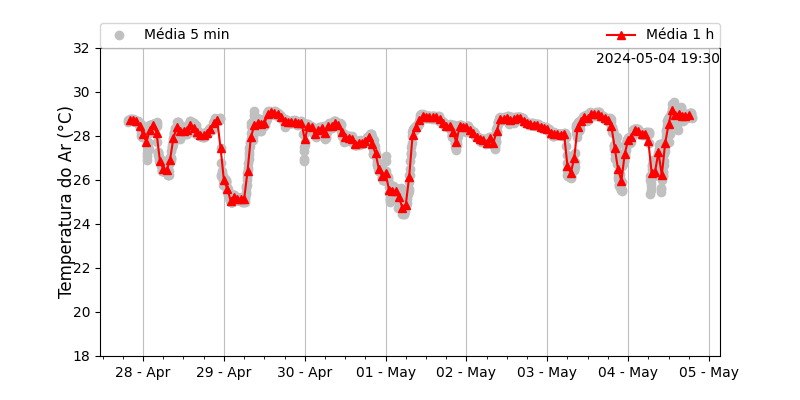 Média 5 min
Média 1 h
2024-05-04 19:30
Temperatura do Ar (°C)
32
30
28
26
24
22
20
18
28 - Apr
29 - Apr
30 - Apr
01 - May
02 - May
03 - May
04 - May
05 - May